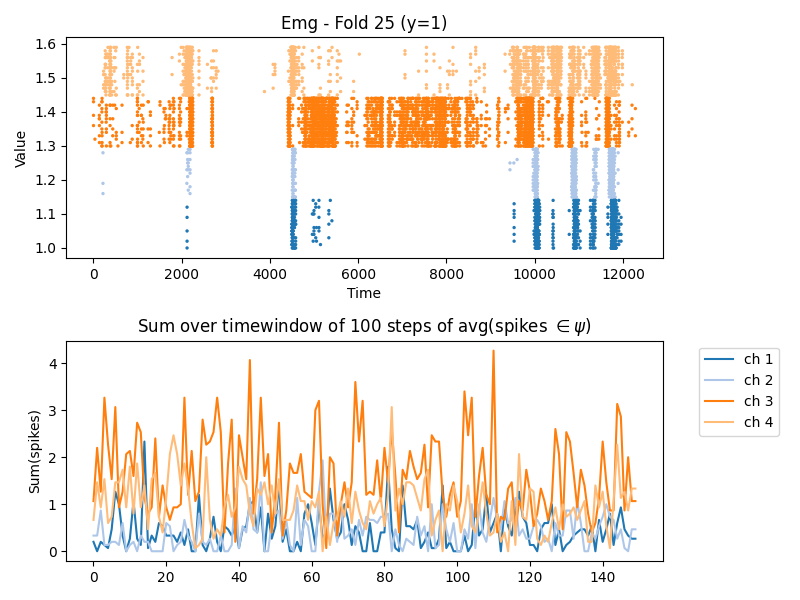 Emg - Fold 25 (y=1)
1.6
1.5
1.4
1.3
1.2
1.1
1.0
Value
0 2000 4000 6000 8000 10000 12000
Time
Sum over timewindow of 100 steps of avg(spikes ∈ ψ)
4
3
2
1
0
Sum(spikes)
0 20 40 60 80 100 120 140
ch 1
ch 2
ch 3
ch 4